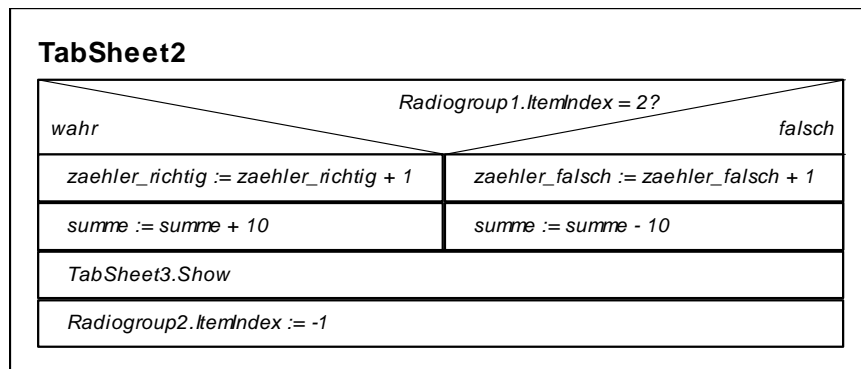 TabSheet2
Radiogroup1.ItemIndex = 2?
wahr
falsch
zaehler_richtig := zaehler_richtig + 1
zaehler_falsch := zaehler_falsch + 1
summe := summe + 10
summe := summe - 10
TabSheet3.Show
Radiogroup2.ItemIndex := -1